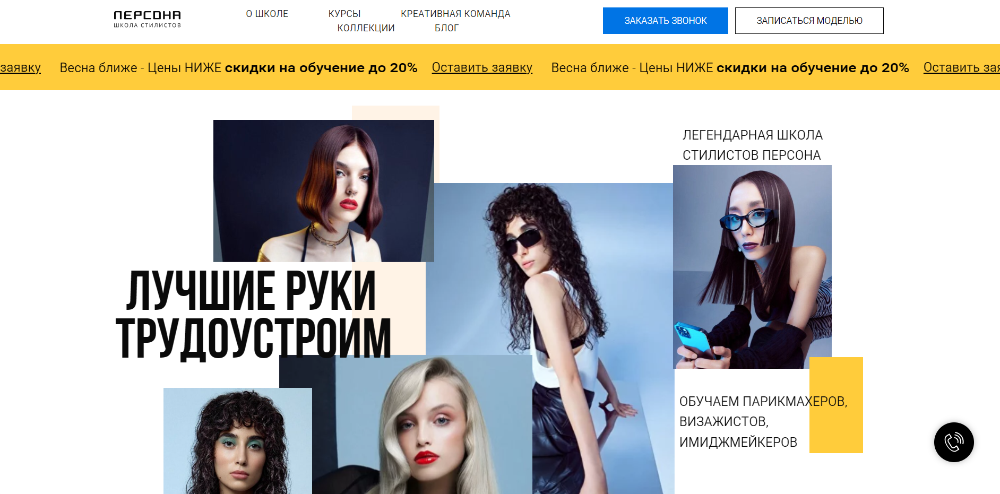 ПЕРСОНА
ШКОЛА СТИЛИСТОВ
О ШКОЛЕ КУРСЫ КРЕАТИВНАЯ КОМАНДА
КОЛЛЕКЦИИ БЛОГ
ЗАКАЗАТЬ ЗВОНОК
ЗАПИСАТЬСЯ МОДЕЛЬЮ
заявку Весна ближе - Цены НИЖЕ скидки на обучение до 20% Оставить заявку Весна ближе - Цены НИЖЕ скидки на обучение до 20% Оставить зая
ЛЕГЕНДАРНАЯ ШКОЛА
СТИЛИСТОВ ПЕРСОНА
ЛУЧШИЕ РУКИ
ТРУДОУСТРОИМ
ОБУЧАЕМ ПАРИКМАХЕРОВ,
ВИЗАЖИСТОВ,
ИМИДЖМЕЙКЕРОВ